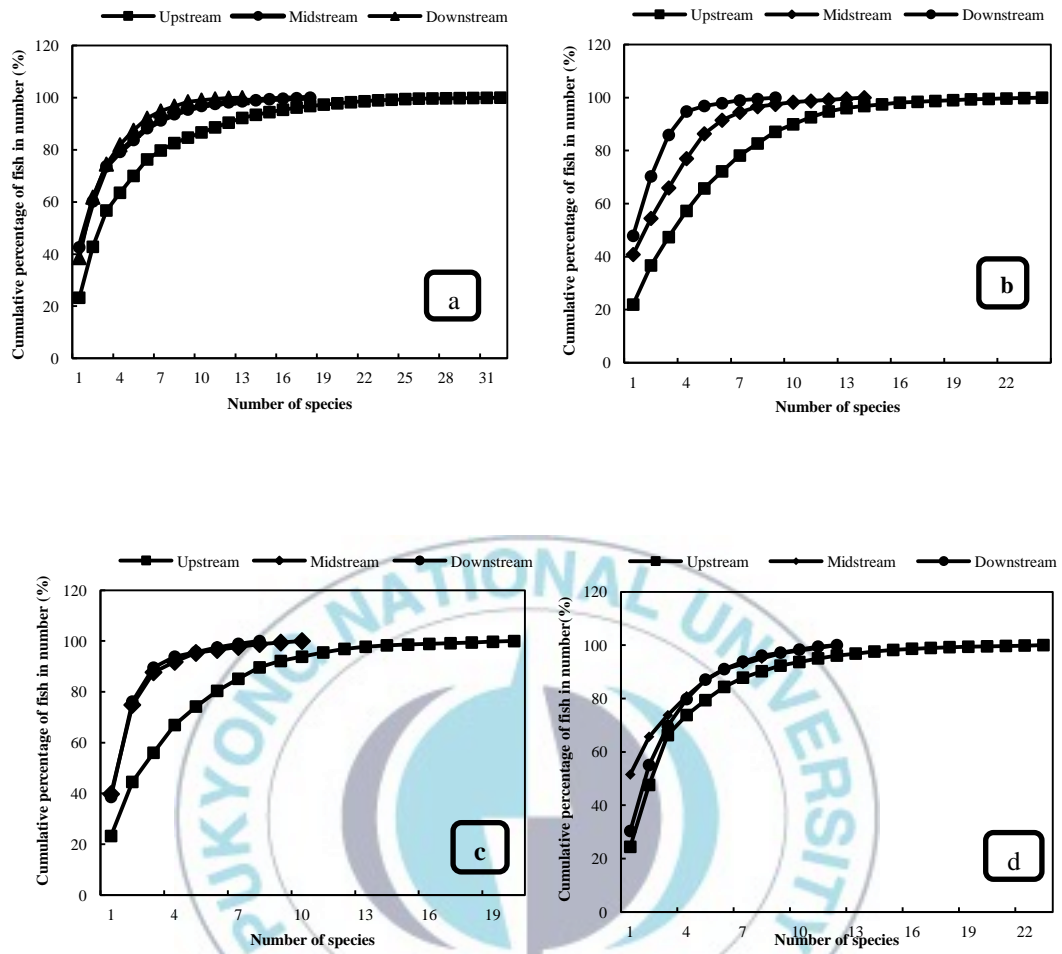 Upstream Midstream Downstream
Cumulative percentage of fish in number (%)
120
100
80
60
40
20
0
1 4 7 10 13 16 19 22 25 28 31
Number of species
a
Upstream Midstream Downstream
Cumulative percentage of fish in number (%)
120
100
80
60
40
20
0
1 4 7 10 13 16 19 22
Number of species
b
Upstream Midstream Downstream
Cumulative percentage of fish in number (%)
120
100
80
60
40
20
0
1 4 7 10 13 16 19
Number of species
c
Upstream Midstream Downstream
Cumulative percentage of fish in number(%)
120
100
80
60
40
20
0
1 4 7 10 13 16 19 22
Number of species
d
PUKYONG NATIONAL UNIVERSITY